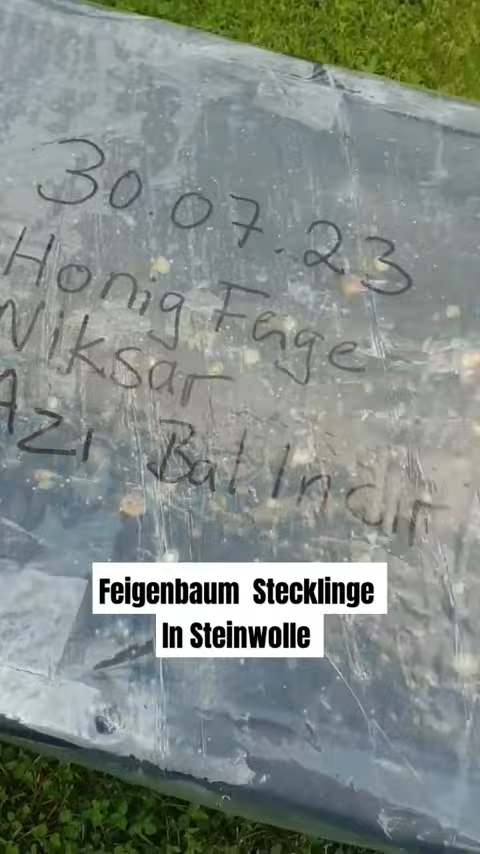 30.07.23
Honig Feige
Niksar
Azi Bal Incir
Feigenbaum Stecklinge
In Steinwolle